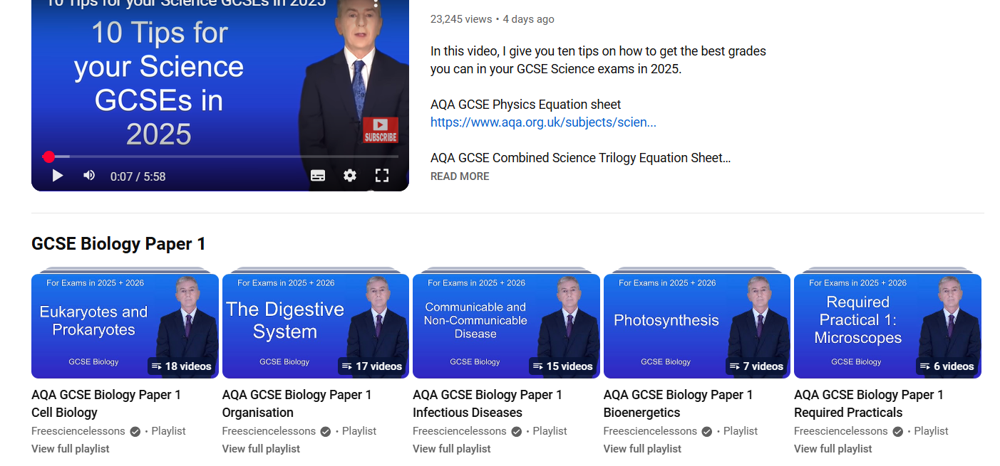 10 Tips for your Science GCSEs in 2025
10 Tips for
your Science
GCSEs in
2025
SUBSCRIBE
0:07 / 5:58
23,245 views • 4 days ago
In this video, I give you ten tips on how to get the best grades
you can in your GCSE Science exams in 2025.
AQA GCSE Physics Equation sheet
https://www.aqa.org.uk/subjects/scien...
AQA GCSE Combined Science Trilogy Equation Sheet...
READ MORE
GCSE Biology Paper 1
For Exams in 2025 + 2026
Eukaryotes and
Prokaryotes
GCSE Biology
18 videos
AQA GCSE Biology Paper 1
Cell Biology
Freesciencelessons • Playlist
View full playlist
For Exams in 2025 + 2026
The Digestive
System
GCSE Biology
17 videos
AQA GCSE Biology Paper 1
Organisation
Freesciencelessons • Playlist
View full playlist
For Exams in 2025 + 2026
Communicable and
Non-Communicable
Disease
GCSE Biology
15 videos
AQA GCSE Biology Paper 1
Infectious Diseases
Freesciencelessons • Playlist
View full playlist
For Exams in 2025 + 2026
Photosynthesis
GCSE Biology
7 videos
AQA GCSE Biology Paper 1
Bioenergetics
Freesciencelessons • Playlist
View full playlist
For Exams in 2025 + 2026
Required
Practical 1:
Microscopes
GCSE Biology
6 videos
AQA GCSE Biology Paper 1
Required Practicals
Freesciencelessons • Playlist
View full playlist